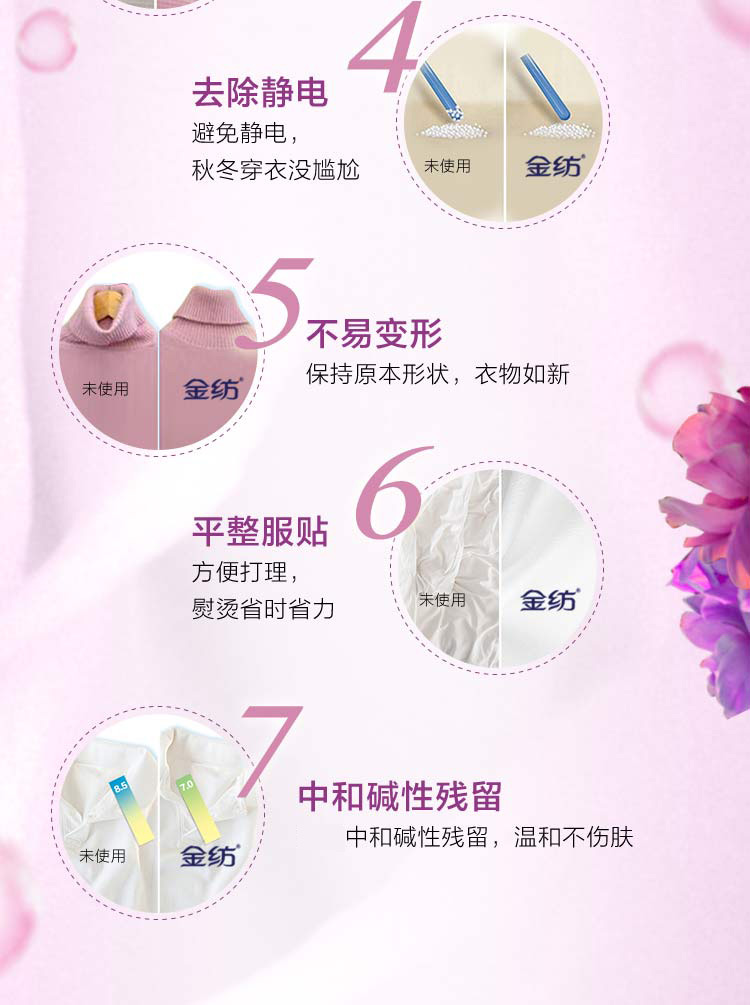 4
去除静电
避免静电，
秋冬穿衣没尴尬
未使用
金纺®
5
不易变形
保持原本形状，衣物如新
未使用
金纺®
6
平整服贴
方便打理，
熨烫省时省力
未使用
金纺®
7
中和碱性残留
中和碱性残留，温和不伤肤
8.5
7.0
未使用
金纺®